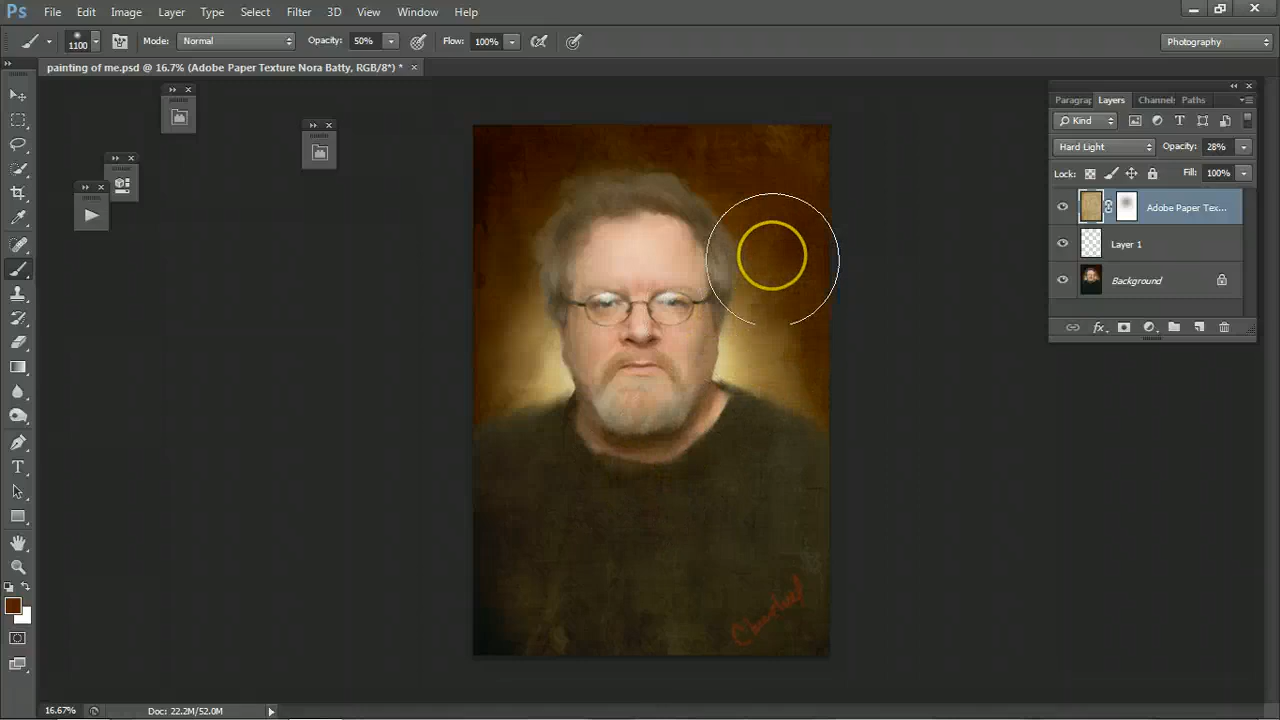 Ps File Edit Image Layer Type Select Filter 3D View Window Help
1100 Mode: Normal Opacity: 50% Flow: 100% Photography
painting of me.psd @ 16.7% (Adobe Paper Texture Nora Batty, RGB/8*) * ×
Paragrap Layers Channel Paths
Kind
Hard Light Opacity: 28%
Lock: Fill: 100%
Adobe Paper Tex...
Layer 1
Background
16.67% Doc: 22.2M/52.0M